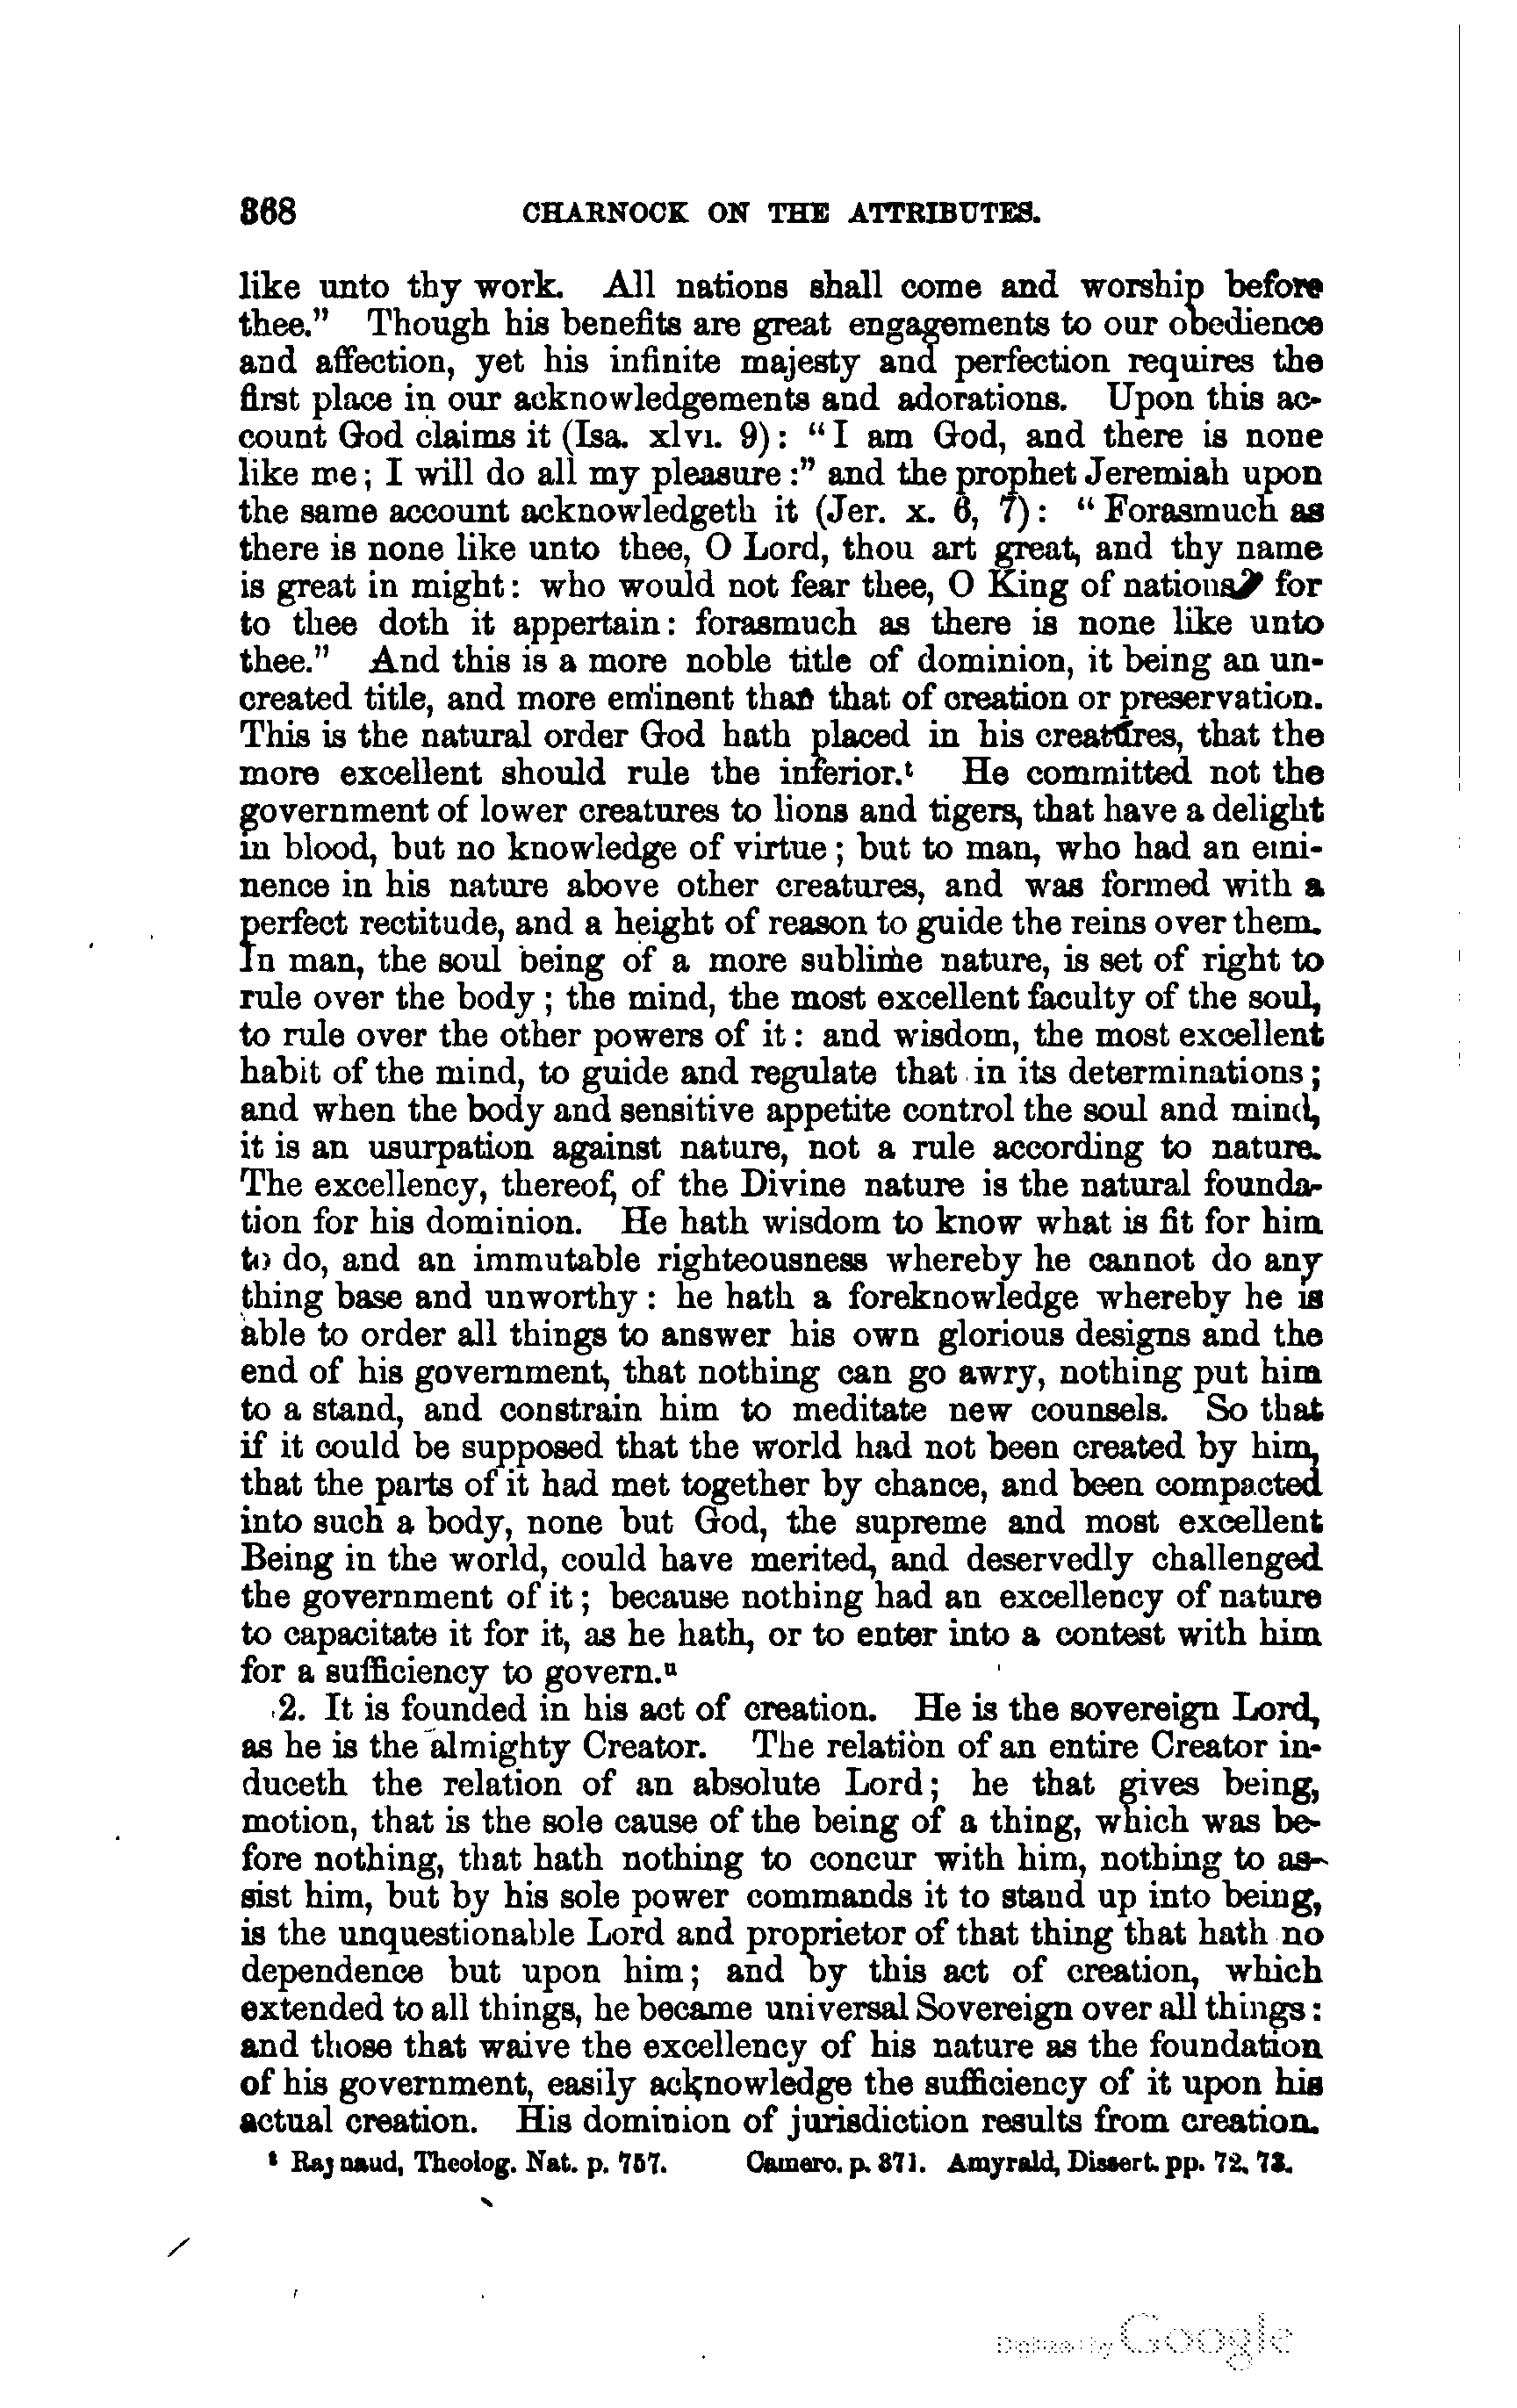 368 CHARNOCK ON THE ATTRIBUTES.
like unto thy work. All nations shall come and worship before
thee." Though his benefits are great engagements to our obedience
and affection, yet his infinite majesty and perfection requires the
first place in our acknowledgements and adorations. Upon this ac-
count God claims it (Isa. xlvi. 9): "I am God, and there is none
like me; I will do all my pleasure:" and the prophet Jeremiah upon
the same account acknowledgeth it (Jer. x. 6, 7): "Forasmuch as
there is none like unto thee, O Lord, thou art great, and thy name
is great in might: who would not fear thee, O King of nations? for
to thee doth it appertain: forasmuch as there is none like unto
thee." And this is a more noble title of dominion, it being an un-
created title, and more eminent than that of creation or preservation.
This is the natural order God hath placed in his creatures, that the
more excellent should rule the inferior.t He committed not the
government of lower creatures to lions and tigers, that have a delight
in blood, but no knowledge of virtue; but to man, who had an emi-
nence in his nature above other creatures, and was formed with a
perfect rectitude, and a height of reason to guide the reins over them.
In man, the soul being of a more sublime nature, is set of right to
rule over the body; the mind, the most excellent faculty of the soul,
to rule over the other powers of it: and wisdom, the most excellent
habit of the mind, to guide and regulate that in its determinations;
and when the body and sensitive appetite control the soul and mind,
it is an usurpation against nature, not a rule according to nature.
The excellency, thereof, of the Divine nature is the natural founda-
tion for his dominion. He hath wisdom to know what is fit for him
to do, and an immutable righteousness whereby he cannot do any
thing base and unworthy: he hath a foreknowledge whereby he is
able to order all things to answer his own glorious designs and the
end of his government, that nothing can go awry, nothing put him
to a stand, and constrain him to meditate new counsels. So that
if it could be supposed that the world had not been created by him,
that the parts of it had met together by chance, and been compacted
into such a body, none but God, the supreme and most excellent
Being in the world, could have merited, and deservedly challenged
the government of it; because nothing had an excellency of nature
to capacitate it for it, as he hath, or to enter into a contest with him
for a sufficiency to govern.u
2. It is founded in his act of creation. He is the sovereign Lord,
as he is the almighty Creator. The relation of an entire Creator in-
duceth the relation of an absolute Lord; he that gives being,
motion, that is the sole cause of the being of a thing, which was be-
fore nothing, that hath nothing to concur with him, nothing to as-
sist him, but by his sole power commands it to stand up into being,
is the unquestionable Lord and proprietor of that thing that hath no
dependence but upon him; and by this act of creation, which
extended to all things, he became universal Sovereign over all things:
and those that waive the excellency of his nature as the foundation
of his government, easily acknowledge the sufficiency of it upon his
actual creation. His dominion of jurisdiction results from creation.
t Raynaud, Theolog. Nat. p. 757. Camero. p. 371. Amyrald, Dissert. pp. 72, 73.
Digitized by Google